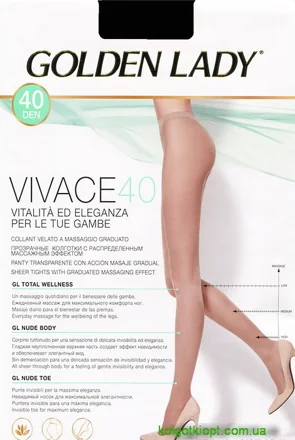 GOLDEN LADY
40
DEN
VIVACE40
VITALITÀ ED ELEGANZA
PER LE TUE GAMBE
COLLANT VELATO A MASSAGGIO GRADUATO
ПРОЗРАЧНЫЕ КОЛГОТКИ С РАСПРЕДЕЛЕННЫМ
МАССАЖНЫМ ЭФФЕКТОМ
PANTY TRANSPARENTE CON ACCIÓN MASAJE GRADUAL
SHEER TIGHTS WITH GRADUATED MASSAGING EFFECT
MASSAGE
GL TOTAL WELLNESS
LOW
Un massaggio quotidiano per il benessere delle gambe.
Ежедневный массаж для максимального комфорта ног.
Masaje diario para el bienestar de las piernas.
Everyday massage for the wellbeing of the legs.
MEDIUM
GL NUDE BODY
HIGH
Corpino tuttonudo per una sensazione di delicata invisibilità ed eleganza.
Гладкая неуплотненная верхняя часть создает эффект невидимости
и обеспечивает элегантный вид.
Sin demarcación para una delicada sensación de invisibilidad y elegancia.
All sheer through body for a feeling of gentle invisibility and elegance.
GL NUDE TOE
Punta invisibile per la massima eleganza.
Невидимый носок для максимальной элегантности.
Puntera invisible para una máxima elegancia.
Invisible toe for maximum elegance.
kolgotkiopt.com.ua